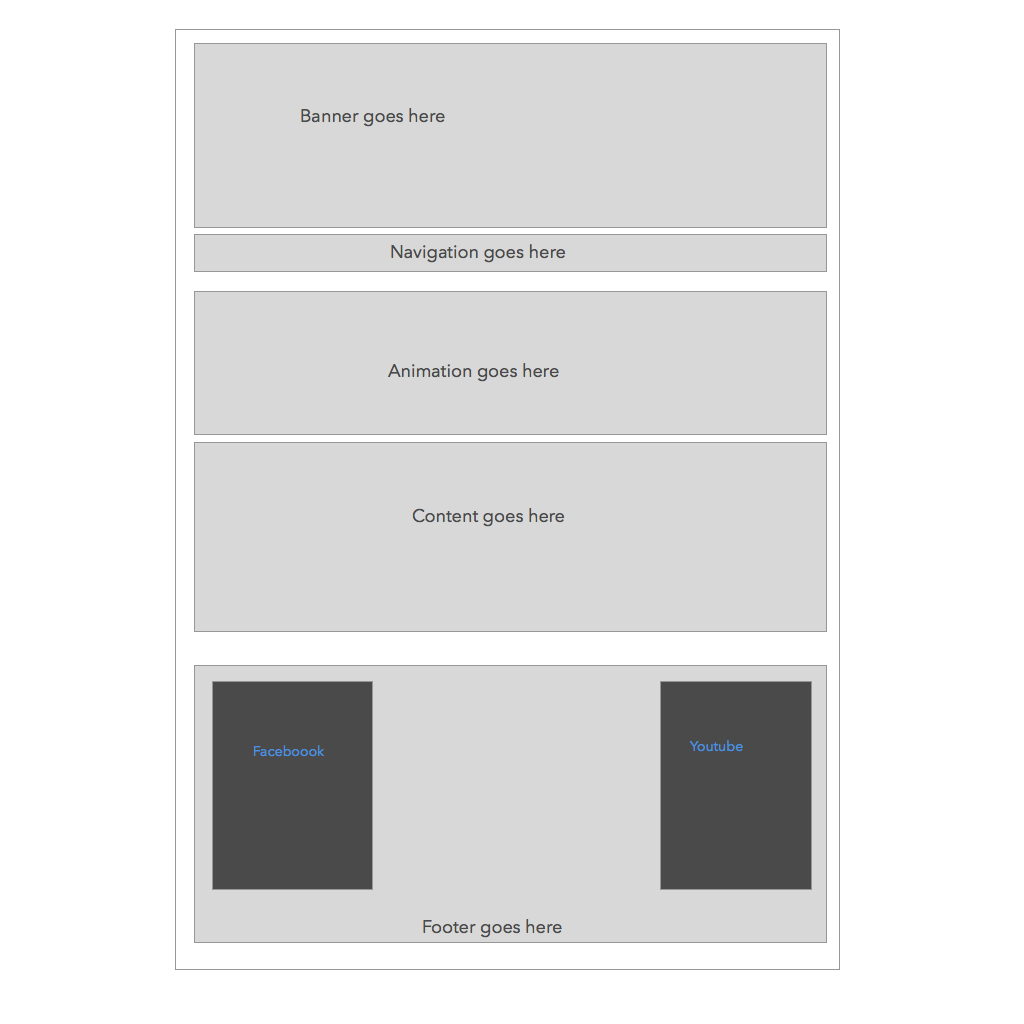 Banner goes here
Navigation goes here
Animation goes here
Content goes here
Faceboook
Youtube
Footer goes here